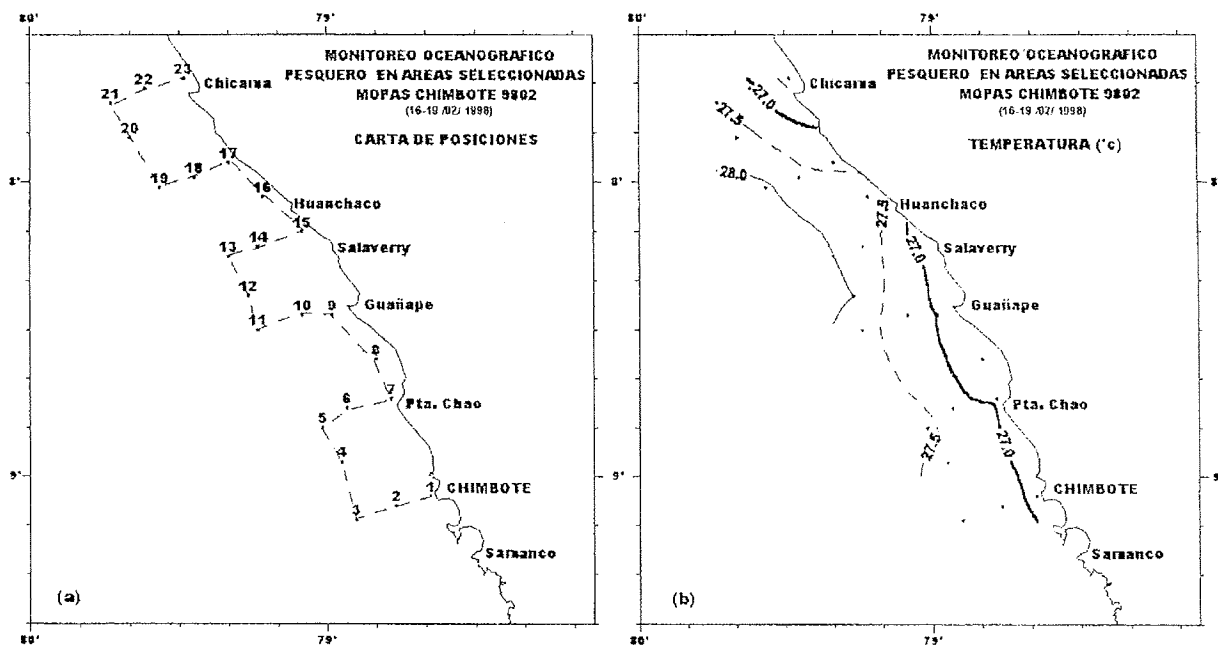 80'
79'
MONITOREO OCEANOGRAFICO
PESQUERO EN AREAS SELECCIONADAS
MOPAS CHIMBOTE 9802
(16-19 /02/ 1998)
CARTA DE POSICIONES
23
22
21
20
19
18
17
16
15
14
13
12
11
10
9
8
7
6
5
4
3
2
1
Chicama
Huanchaco
Salaverry
Guañape
Pta. Chao
CHIMBOTE
Samanco
8'
9'
(a)
80'
79'
80'
79'
MONITOREO OCEANOGRAFICO
PESQUERO EN AREAS SELECCIONADAS
MOPAS CHIMBOTE 9802
(16-19 /02/ 1998)
TEMPERATURA (°c)
Chicama
27.0
27.5
28.0
Huanchaco
27.5
27.0
Salaverry
Guañape
Pta. Chao
27.5
27.0
CHIMBOTE
Samanco
8'
8'
9'
9'
(b)
80'
79'